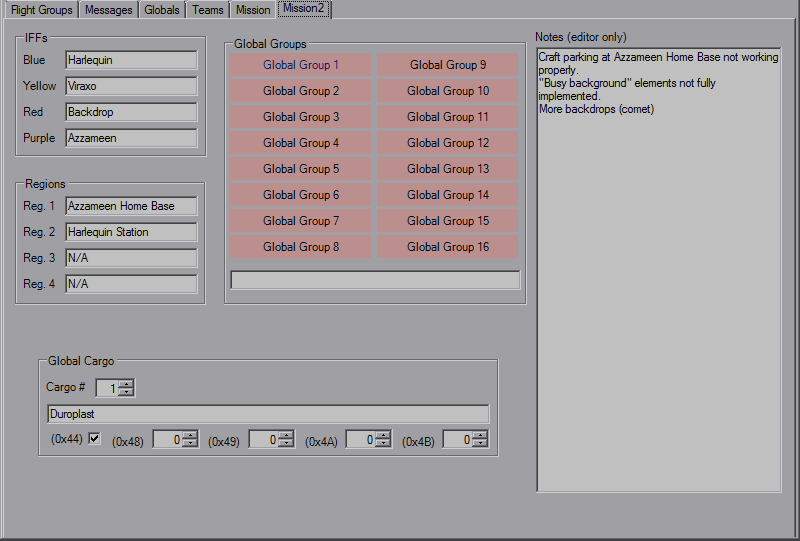 Flight Groups Messages Globals Teams Mission Mission2
IFFs
Blue Harlequin
Yellow Viraxo
Red Backdrop
Purple Azzameen
Regions
Reg. 1 Azzameen Home Base
Reg. 2 Harlequin Station
Reg. 3 N/A
Reg. 4 N/A
Global Groups
Global Group 1 Global Group 9
Global Group 2 Global Group 10
Global Group 3 Global Group 11
Global Group 4 Global Group 12
Global Group 5 Global Group 13
Global Group 6 Global Group 14
Global Group 7 Global Group 15
Global Group 8 Global Group 16
Notes (editor only)
Craft parking at Azzameen Home Base not working
properly.
"Busy background" elements not fully
implemented.
More backdrops (comet)
Global Cargo
Cargo # 1
Duroplast
(0x44) (0x48) 0 (0x49) 0 (0x4A) 0 (0x4B) 0